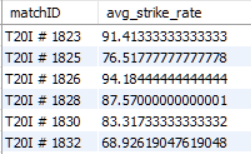 matchID avg_strike_rate
T20I # 1823 91.41333333333333
T20I # 1825 76.51777777777778
T20I # 1826 94.18444444444444
T20I # 1828 87.57000000000001
T20I # 1830 83.31733333333332
T20I # 1832 68.92619047619048